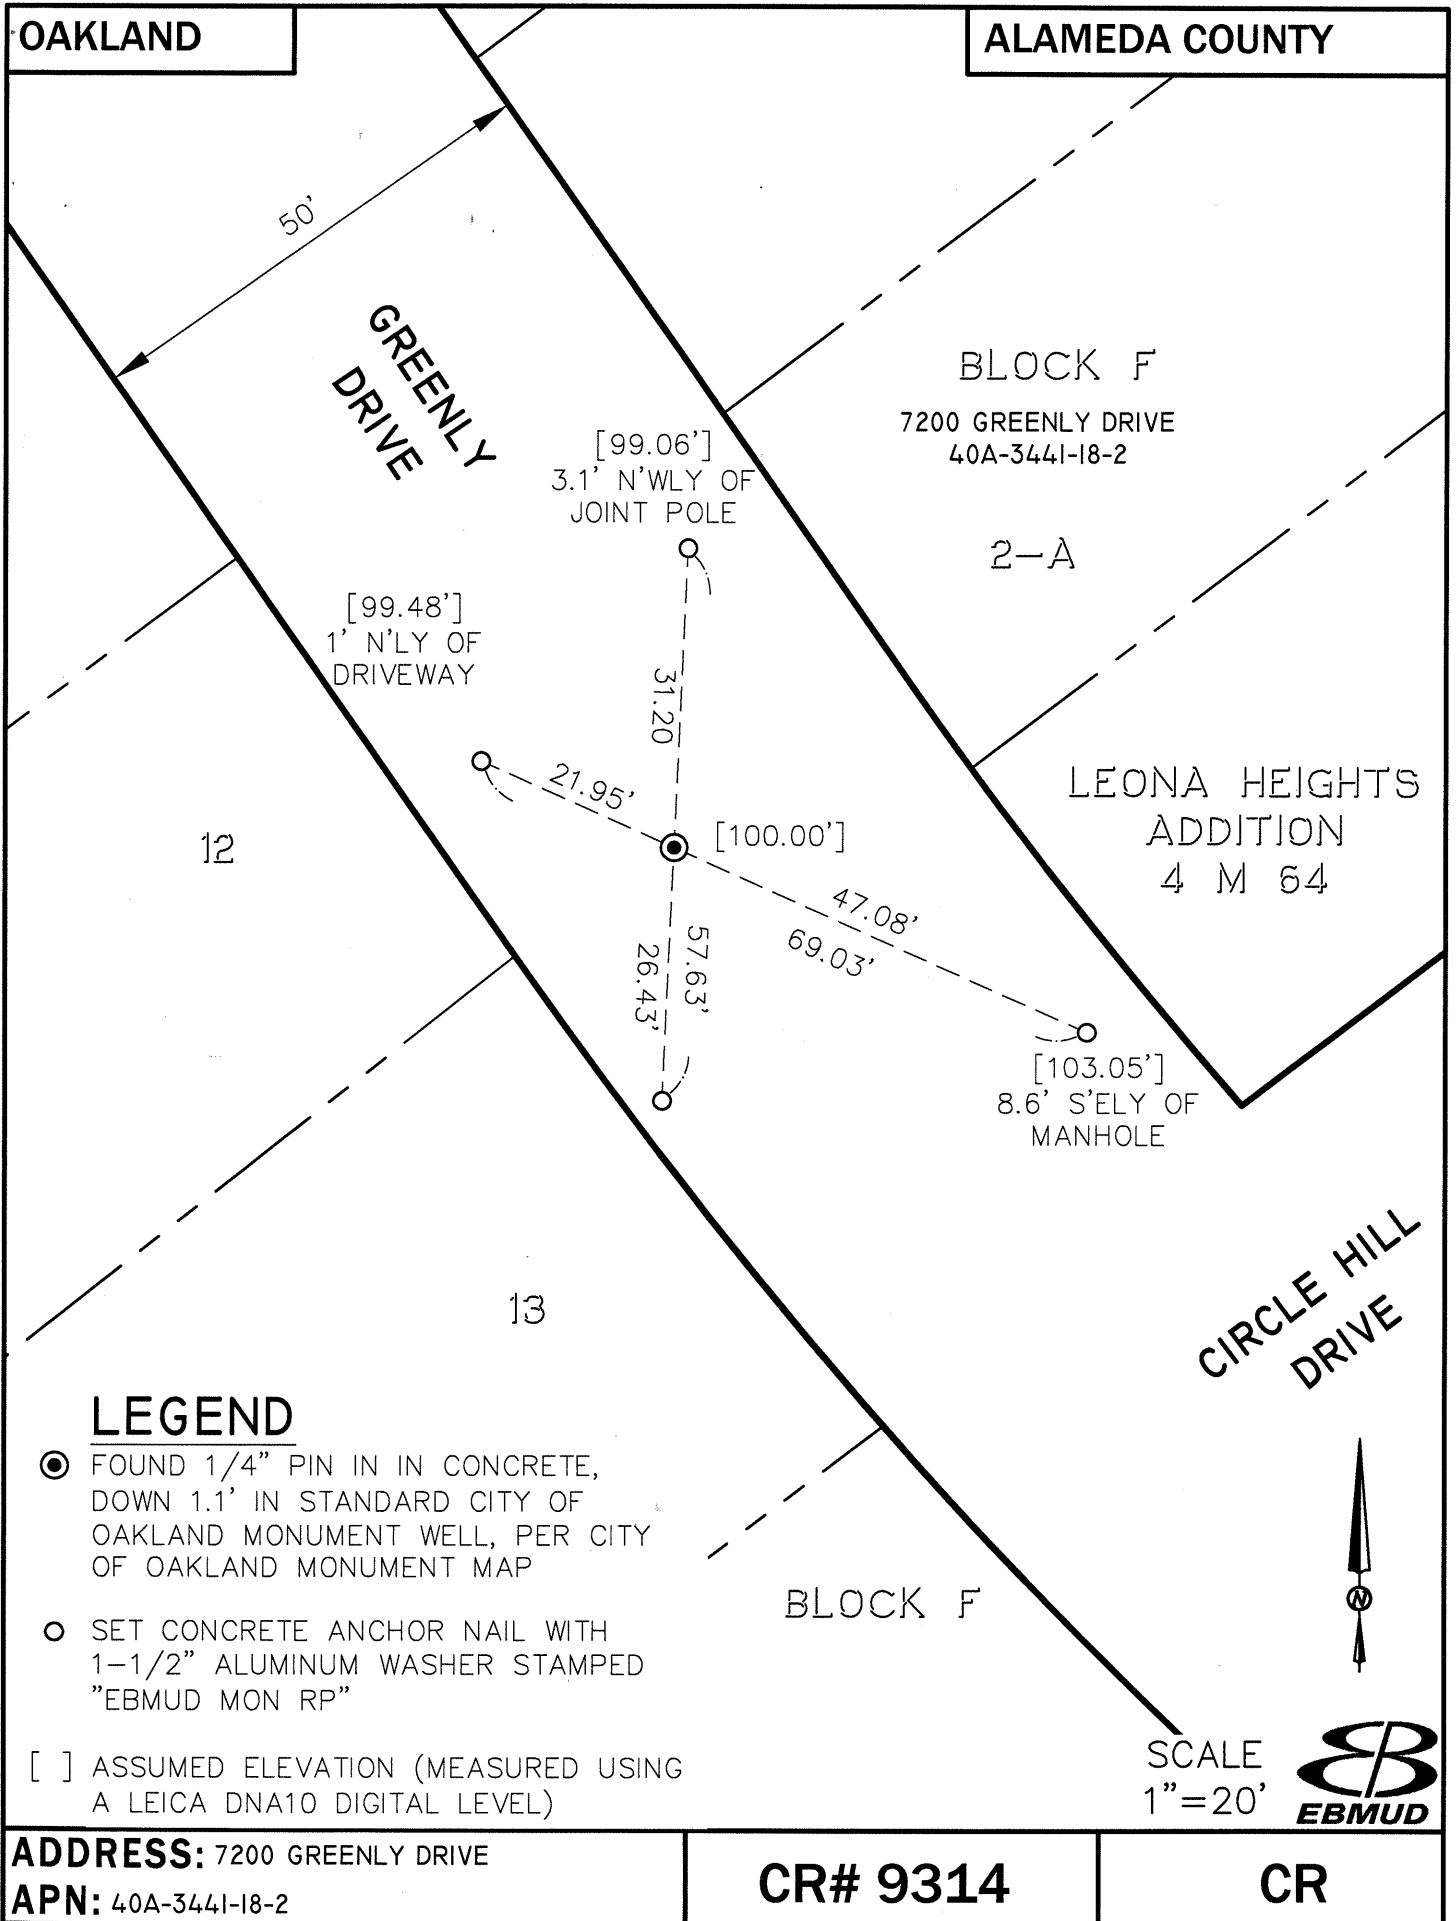 OAKLAND
ALAMEDA COUNTY
50'
GREENLY
DRIVE
BLOCK F
7200 GREENLY DRIVE
40A-3441-18-2
2-A
[99.06']
3.1' N'WLY OF
JOINT POLE
[99.48']
1' N'LY OF
DRIVEWAY
31.20
21.95'
[100.00']
12
LEONA HEIGHTS
ADDITION
4 M 64
47.08'
69.03'
57.63'
26.43'
[103.05']
8.6' S'ELY OF
MANHOLE
13
CIRCLE HILL
DRIVE
LEGEND
FOUND 1/4" PIN IN IN CONCRETE,
DOWN 1.1' IN STANDARD CITY OF
OAKLAND MONUMENT WELL, PER CITY
OF OAKLAND MONUMENT MAP
SET CONCRETE ANCHOR NAIL WITH
1-1/2" ALUMINUM WASHER STAMPED
"EBMUD MON RP"
[ ] ASSUMED ELEVATION (MEASURED USING
A LEICA DNA10 DIGITAL LEVEL)
BLOCK F
N
SCALE
1"=20'
EBMUD
ADDRESS: 7200 GREENLY DRIVE
APN: 40A-3441-18-2
CR# 9314
CR